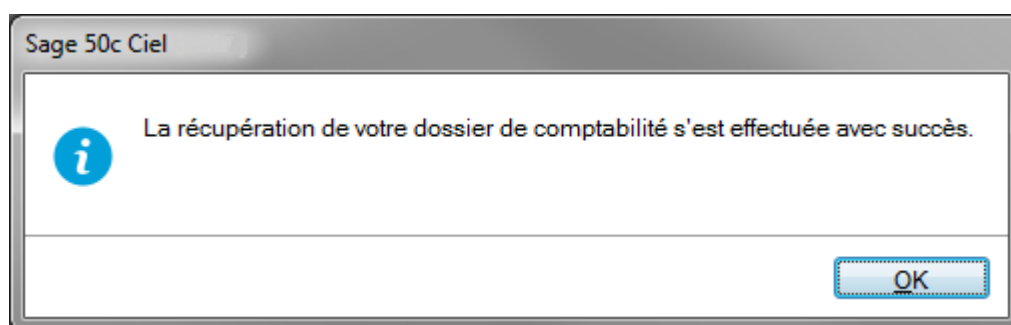 Sage 50c Ciel
La récupération de votre dossier de comptabilité s'est effectuée avec succès.
OK